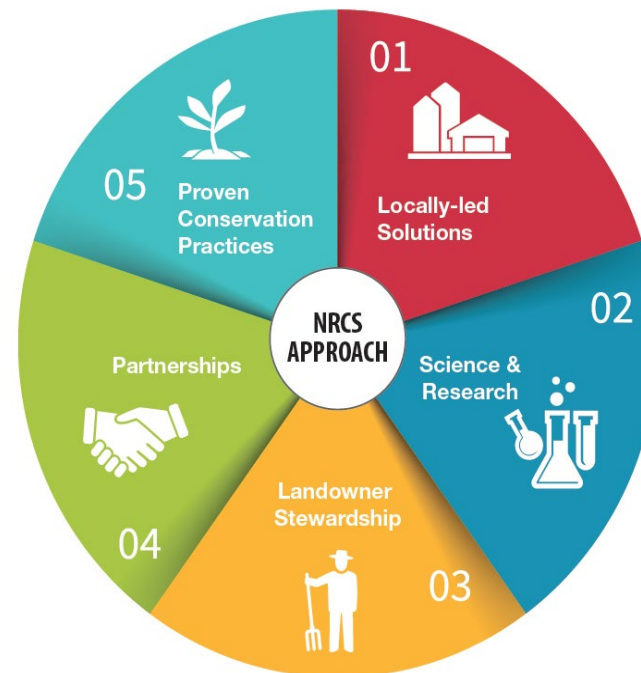 NRCS
APPROACH
01
Locally-led
Solutions
02
Science &
Research
03
Landowner
Stewardship
04
Partnerships
05
Proven
Conservation
Practices